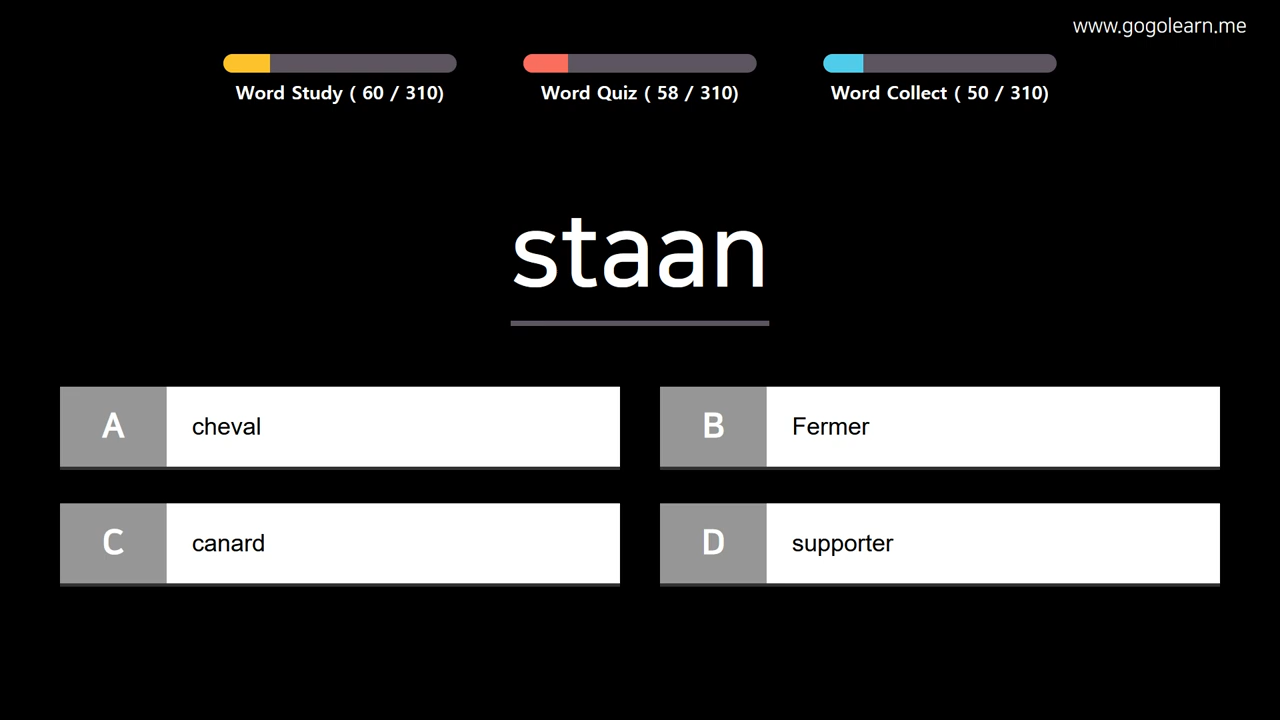 www.gogolearn.me
Word Study ( 60 / 310)
Word Quiz ( 58 / 310)
Word Collect ( 50 / 310)
staan
A cheval
B Fermer
C canard
D supporter